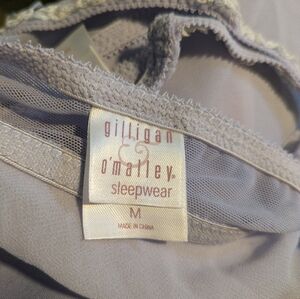 gilligan
&
o'malley®
sleepwear
M
MADE IN CHINA